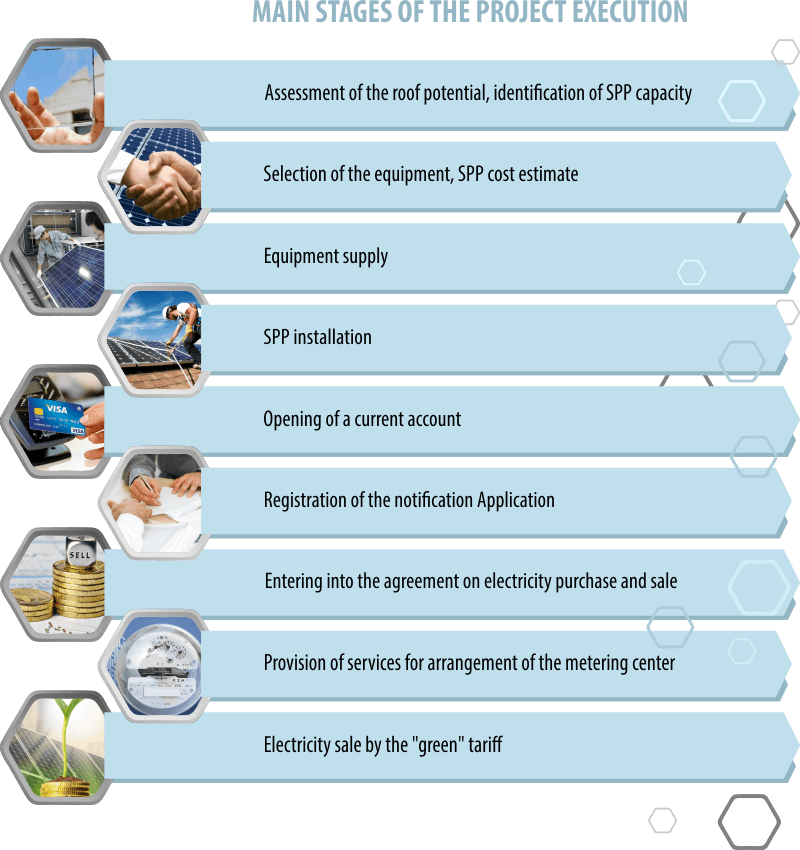 MAIN STAGES OF THE PROJECT EXECUTION
Assessment of the roof potential, identification of SPP capacity
Selection of the equipment, SPP cost estimate
Equipment supply
SPP installation
VISA
VISA
Opening of a current account
Registration of the notification Application
SELL
Entering into the agreement on electricity purchase and sale
Provision of services for arrangement of the metering center
Electricity sale by the "green" tariff